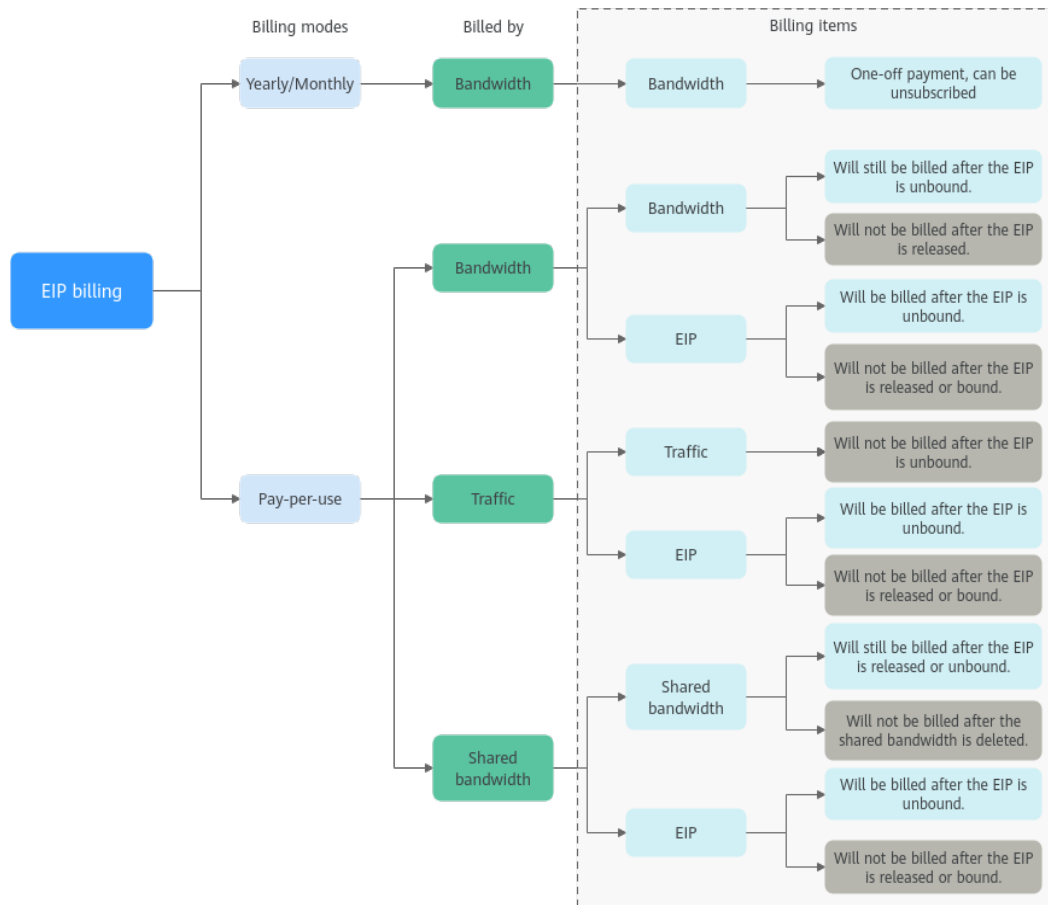 Billing modes
Billed by
Billing items
Yearly/Monthly
Bandwidth
Bandwidth
One-off payment, can be
unsubscribed
EIP billing
Bandwidth
Bandwidth
Will still be billed after the EIP
is unbound.
Will not be billed after the EIP
is released.
EIP
Will be billed after the EIP is
unbound.
Will not be billed after the EIP
is released or bound.
Pay-per-use
Traffic
Traffic
Will not be billed after the EIP
is unbound.
EIP
Will be billed after the EIP is
unbound.
Will not be billed after the EIP
is released or bound.
Shared
bandwidth
Shared
bandwidth
Will still be billed after the EIP
is released or unbound.
Will not be billed after the
shared bandwidth is deleted.
EIP
Will be billed after the EIP is
unbound.
Will not be billed after the EIP
is released or bound.